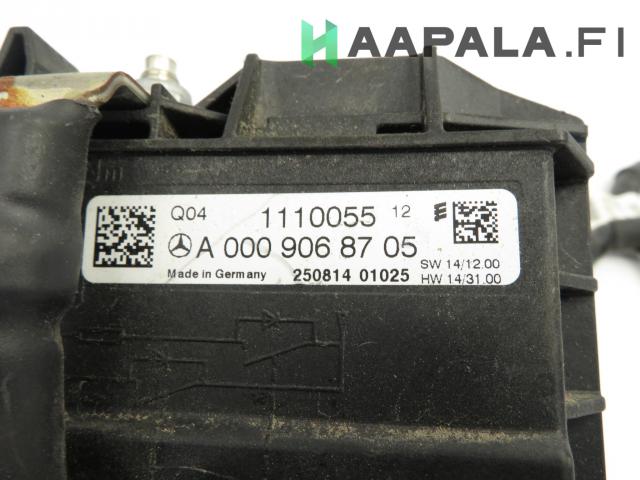 HAAPALA.FI
Q04 1110055 12
A 000 906 87 05
SW 14/12.00
Made in Germany 250814 01025
HW 14/31.00